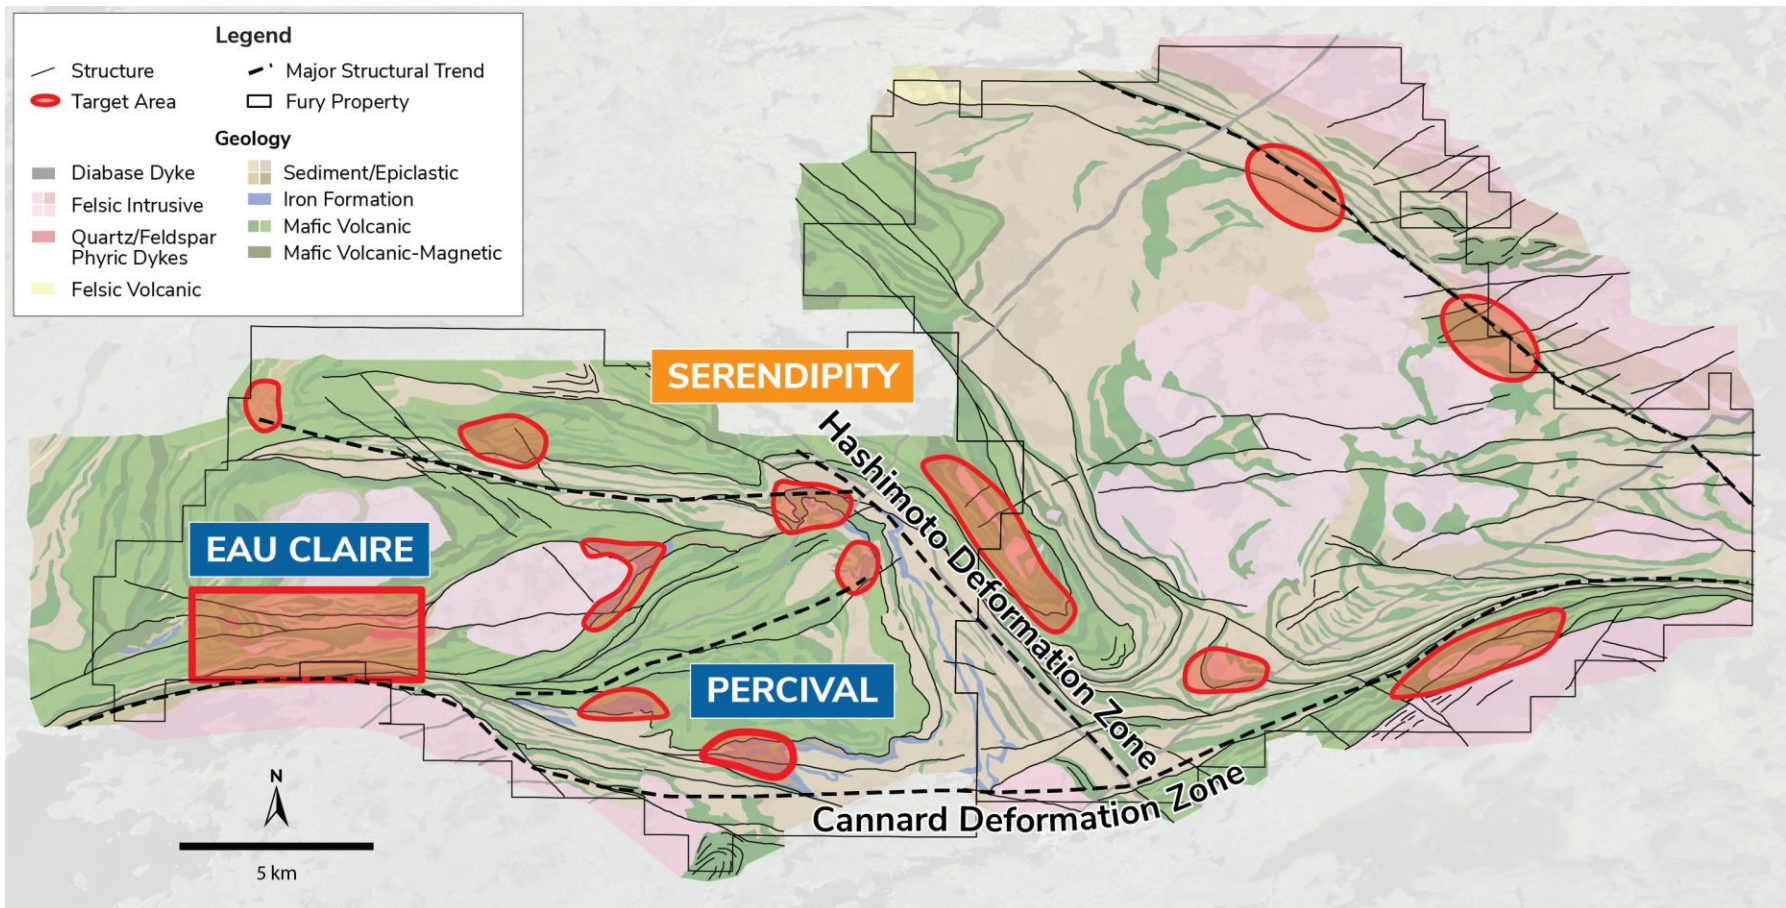 Legend
Structure
Major Structural Trend
Target Area
Fury Property
Geology
Diabase Dyke
Sediment/Epiclastic
Felsic Intrusive
Iron Formation
Quartz/Feldspar
Phyric Dykes
Mafic Volcanic
Mafic Volcanic-Magnetic
Felsic Volcanic
SERENDIPITY
Hashimoto Deformation Zone
EAU CLAIRE
PERCIVAL
Cannard Deformation Zone
N
5 km